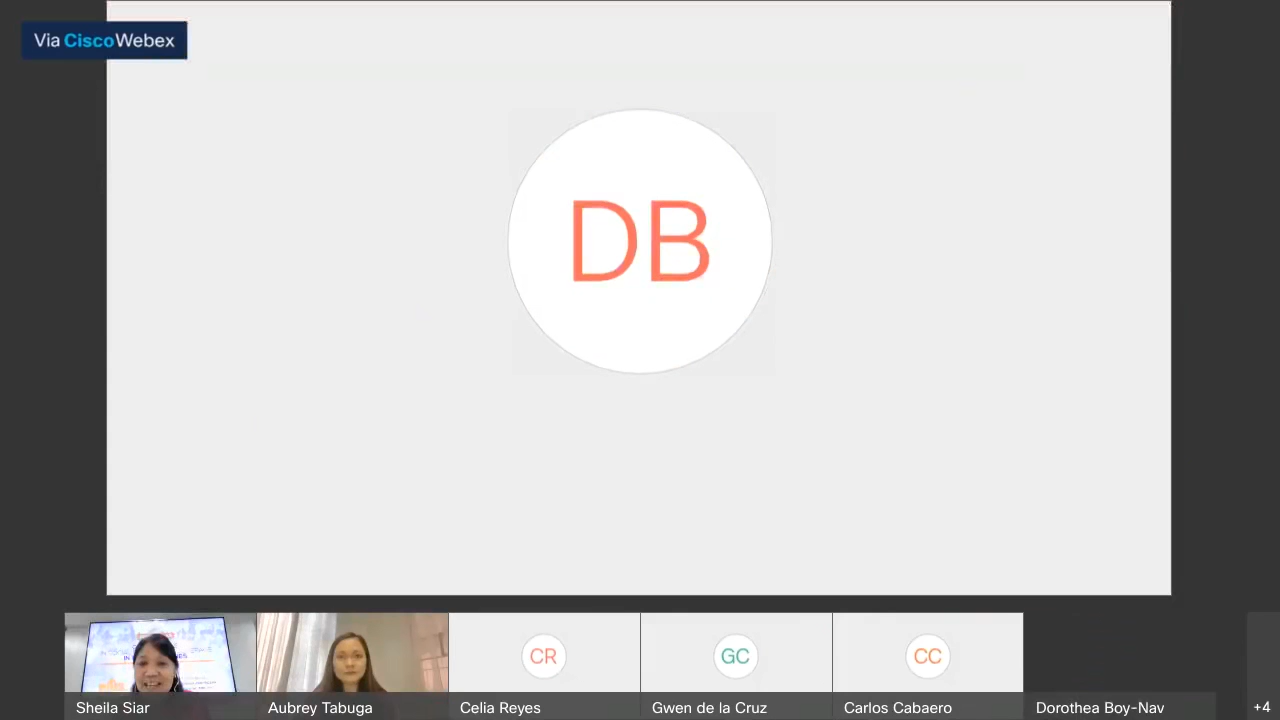 Via CiscoWebex
DB
CR
GC
CC
Sheila Siar
Aubrey Tabuga
Celia Reyes
Gwen de la Cruz
Carlos Cabaero
Dorothea Boy-Nav
+4